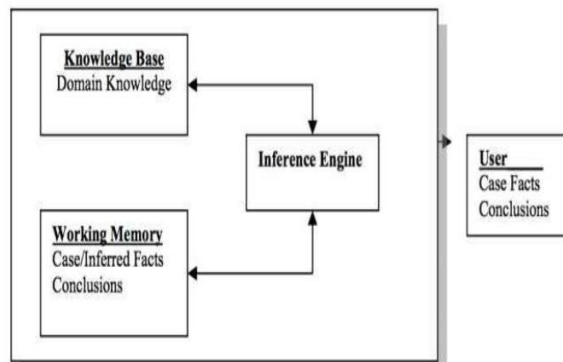 Knowledge Base
Domain Knowledge
Inference Engine
User
Case Facts
Conclusions
Working Memory
Case/Inferred Facts
Conclusions